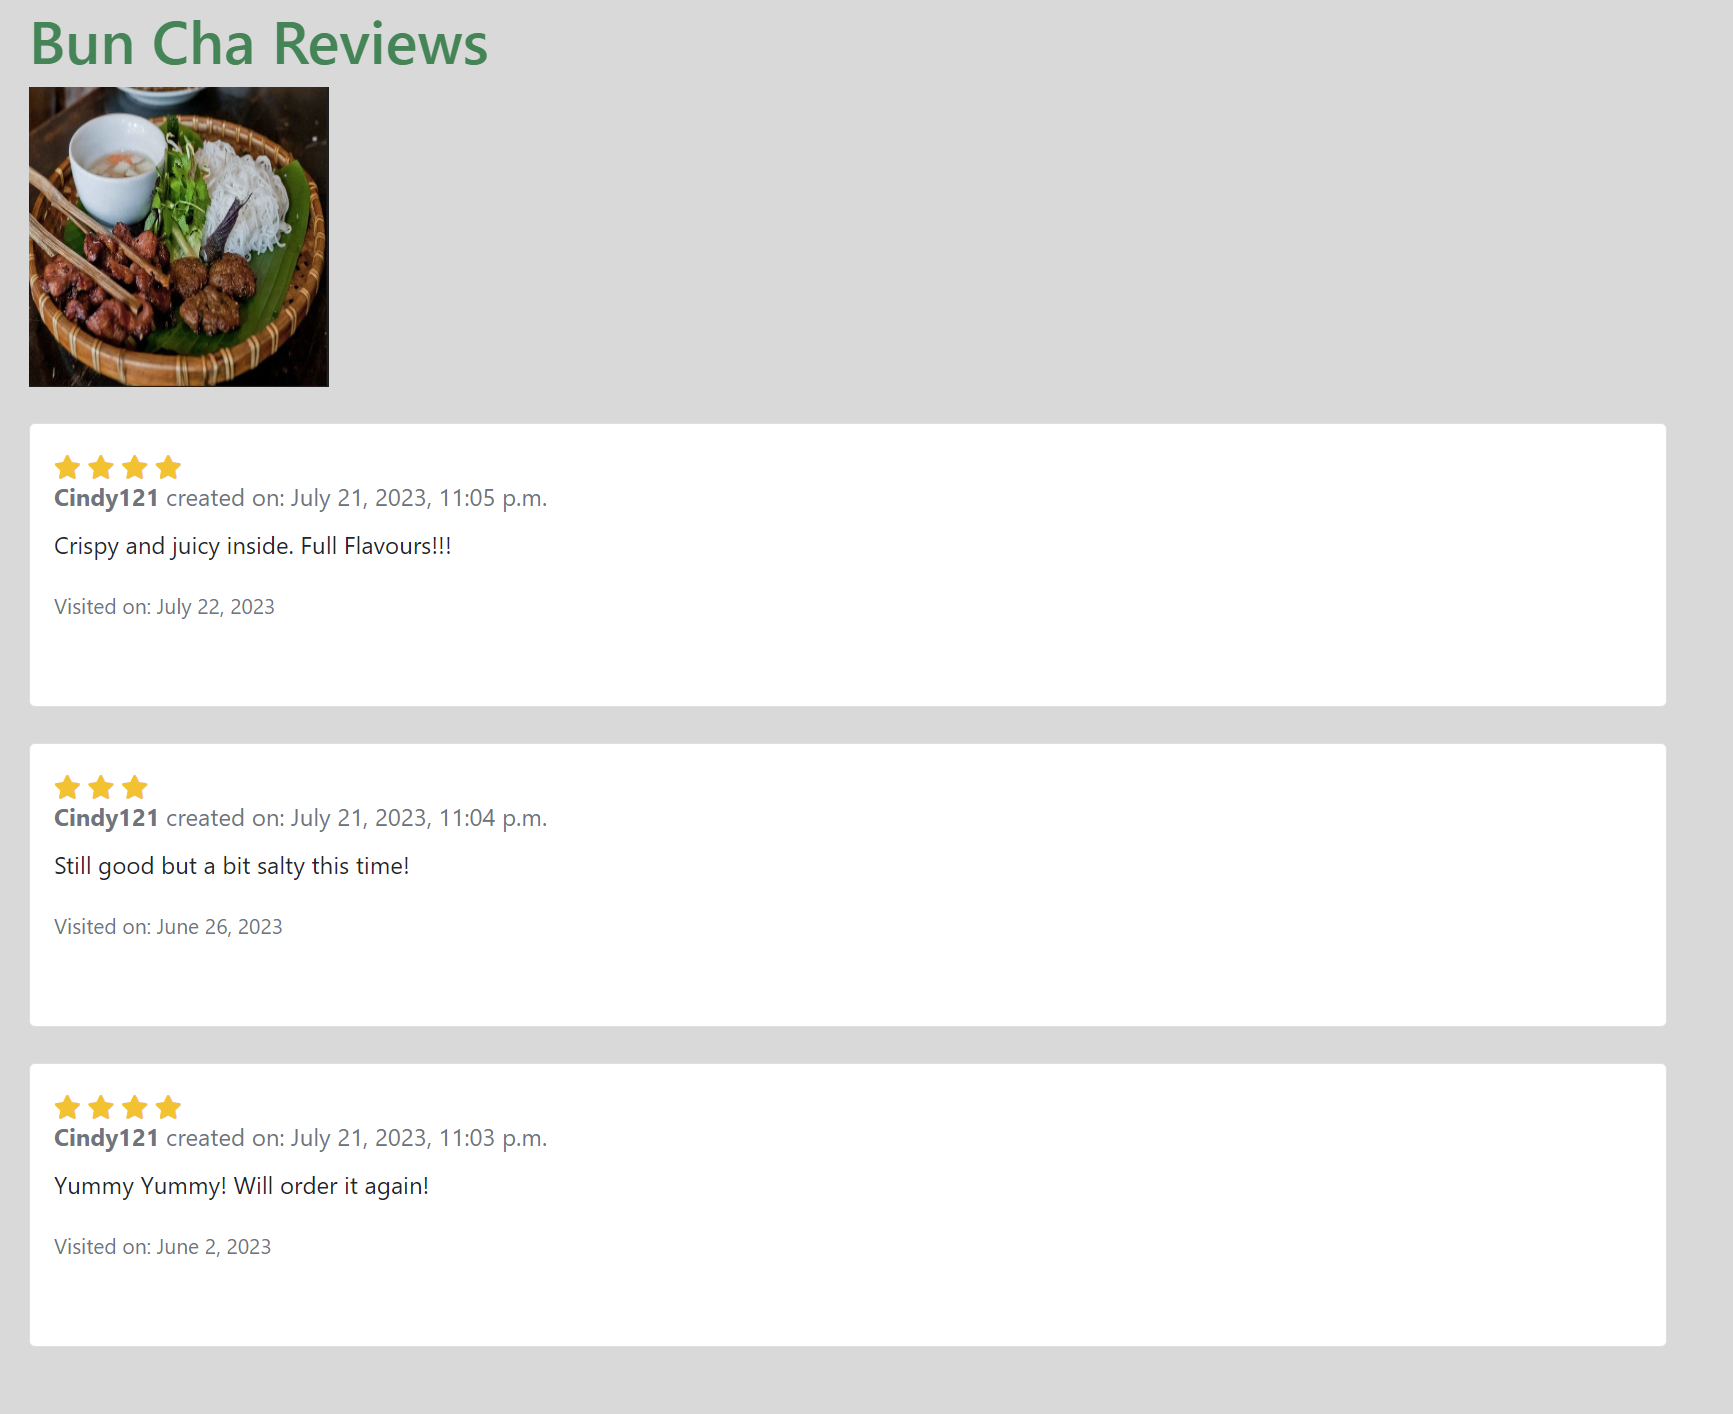 Bun Cha Reviews
Cindy121 created on: July 21, 2023, 11:05 p.m.
Crispy and juicy inside. Full Flavours!!!
Visited on: July 22, 2023
Cindy121 created on: July 21, 2023, 11:04 p.m.
Still good but a bit salty this time!
Visited on: June 26, 2023
Cindy121 created on: July 21, 2023, 11:03 p.m.
Yummy Yummy! Will order it again!
Visited on: June 2, 2023